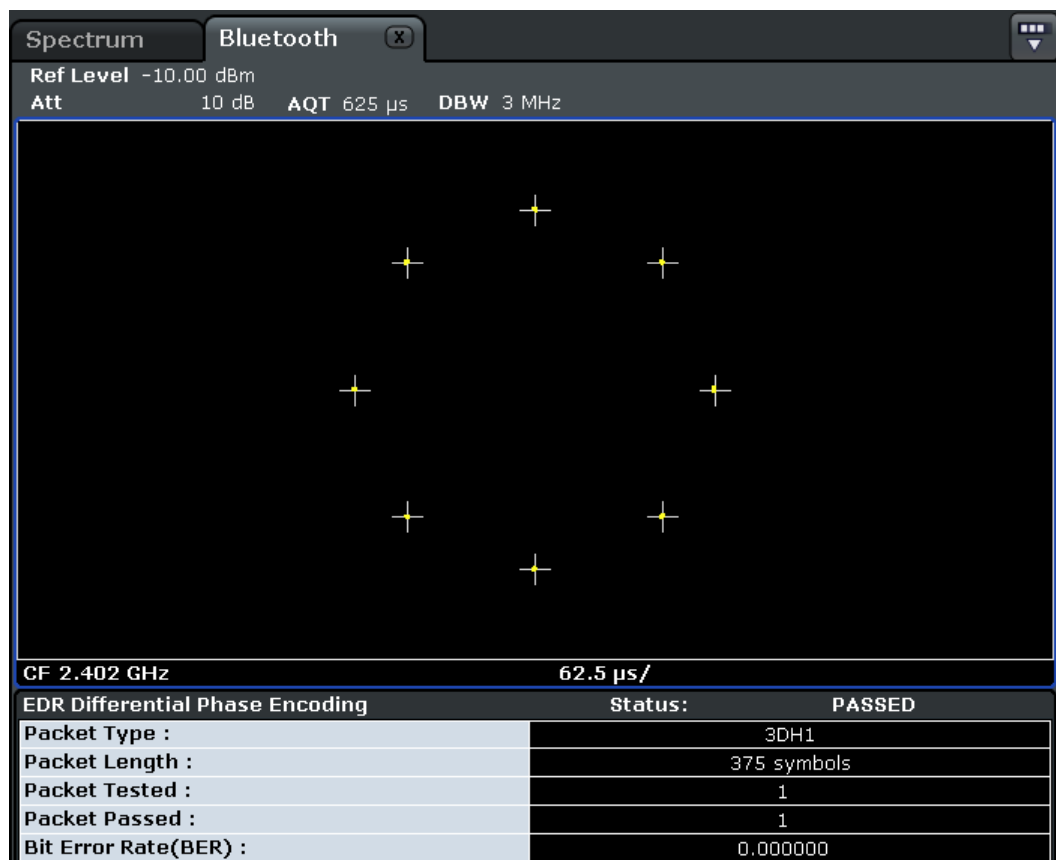 Spectrum Bluetooth X
Ref Level -10.00 dBm
Att 10 dB AQT 625 µs DBW 3 MHz
CF 2.402 GHz 62.5 µs/
EDR Differential Phase Encoding Status: PASSED
Packet Type : 3DH1
Packet Length : 375 symbols
Packet Tested : 1
Packet Passed : 1
Bit Error Rate(BER) : 0.000000